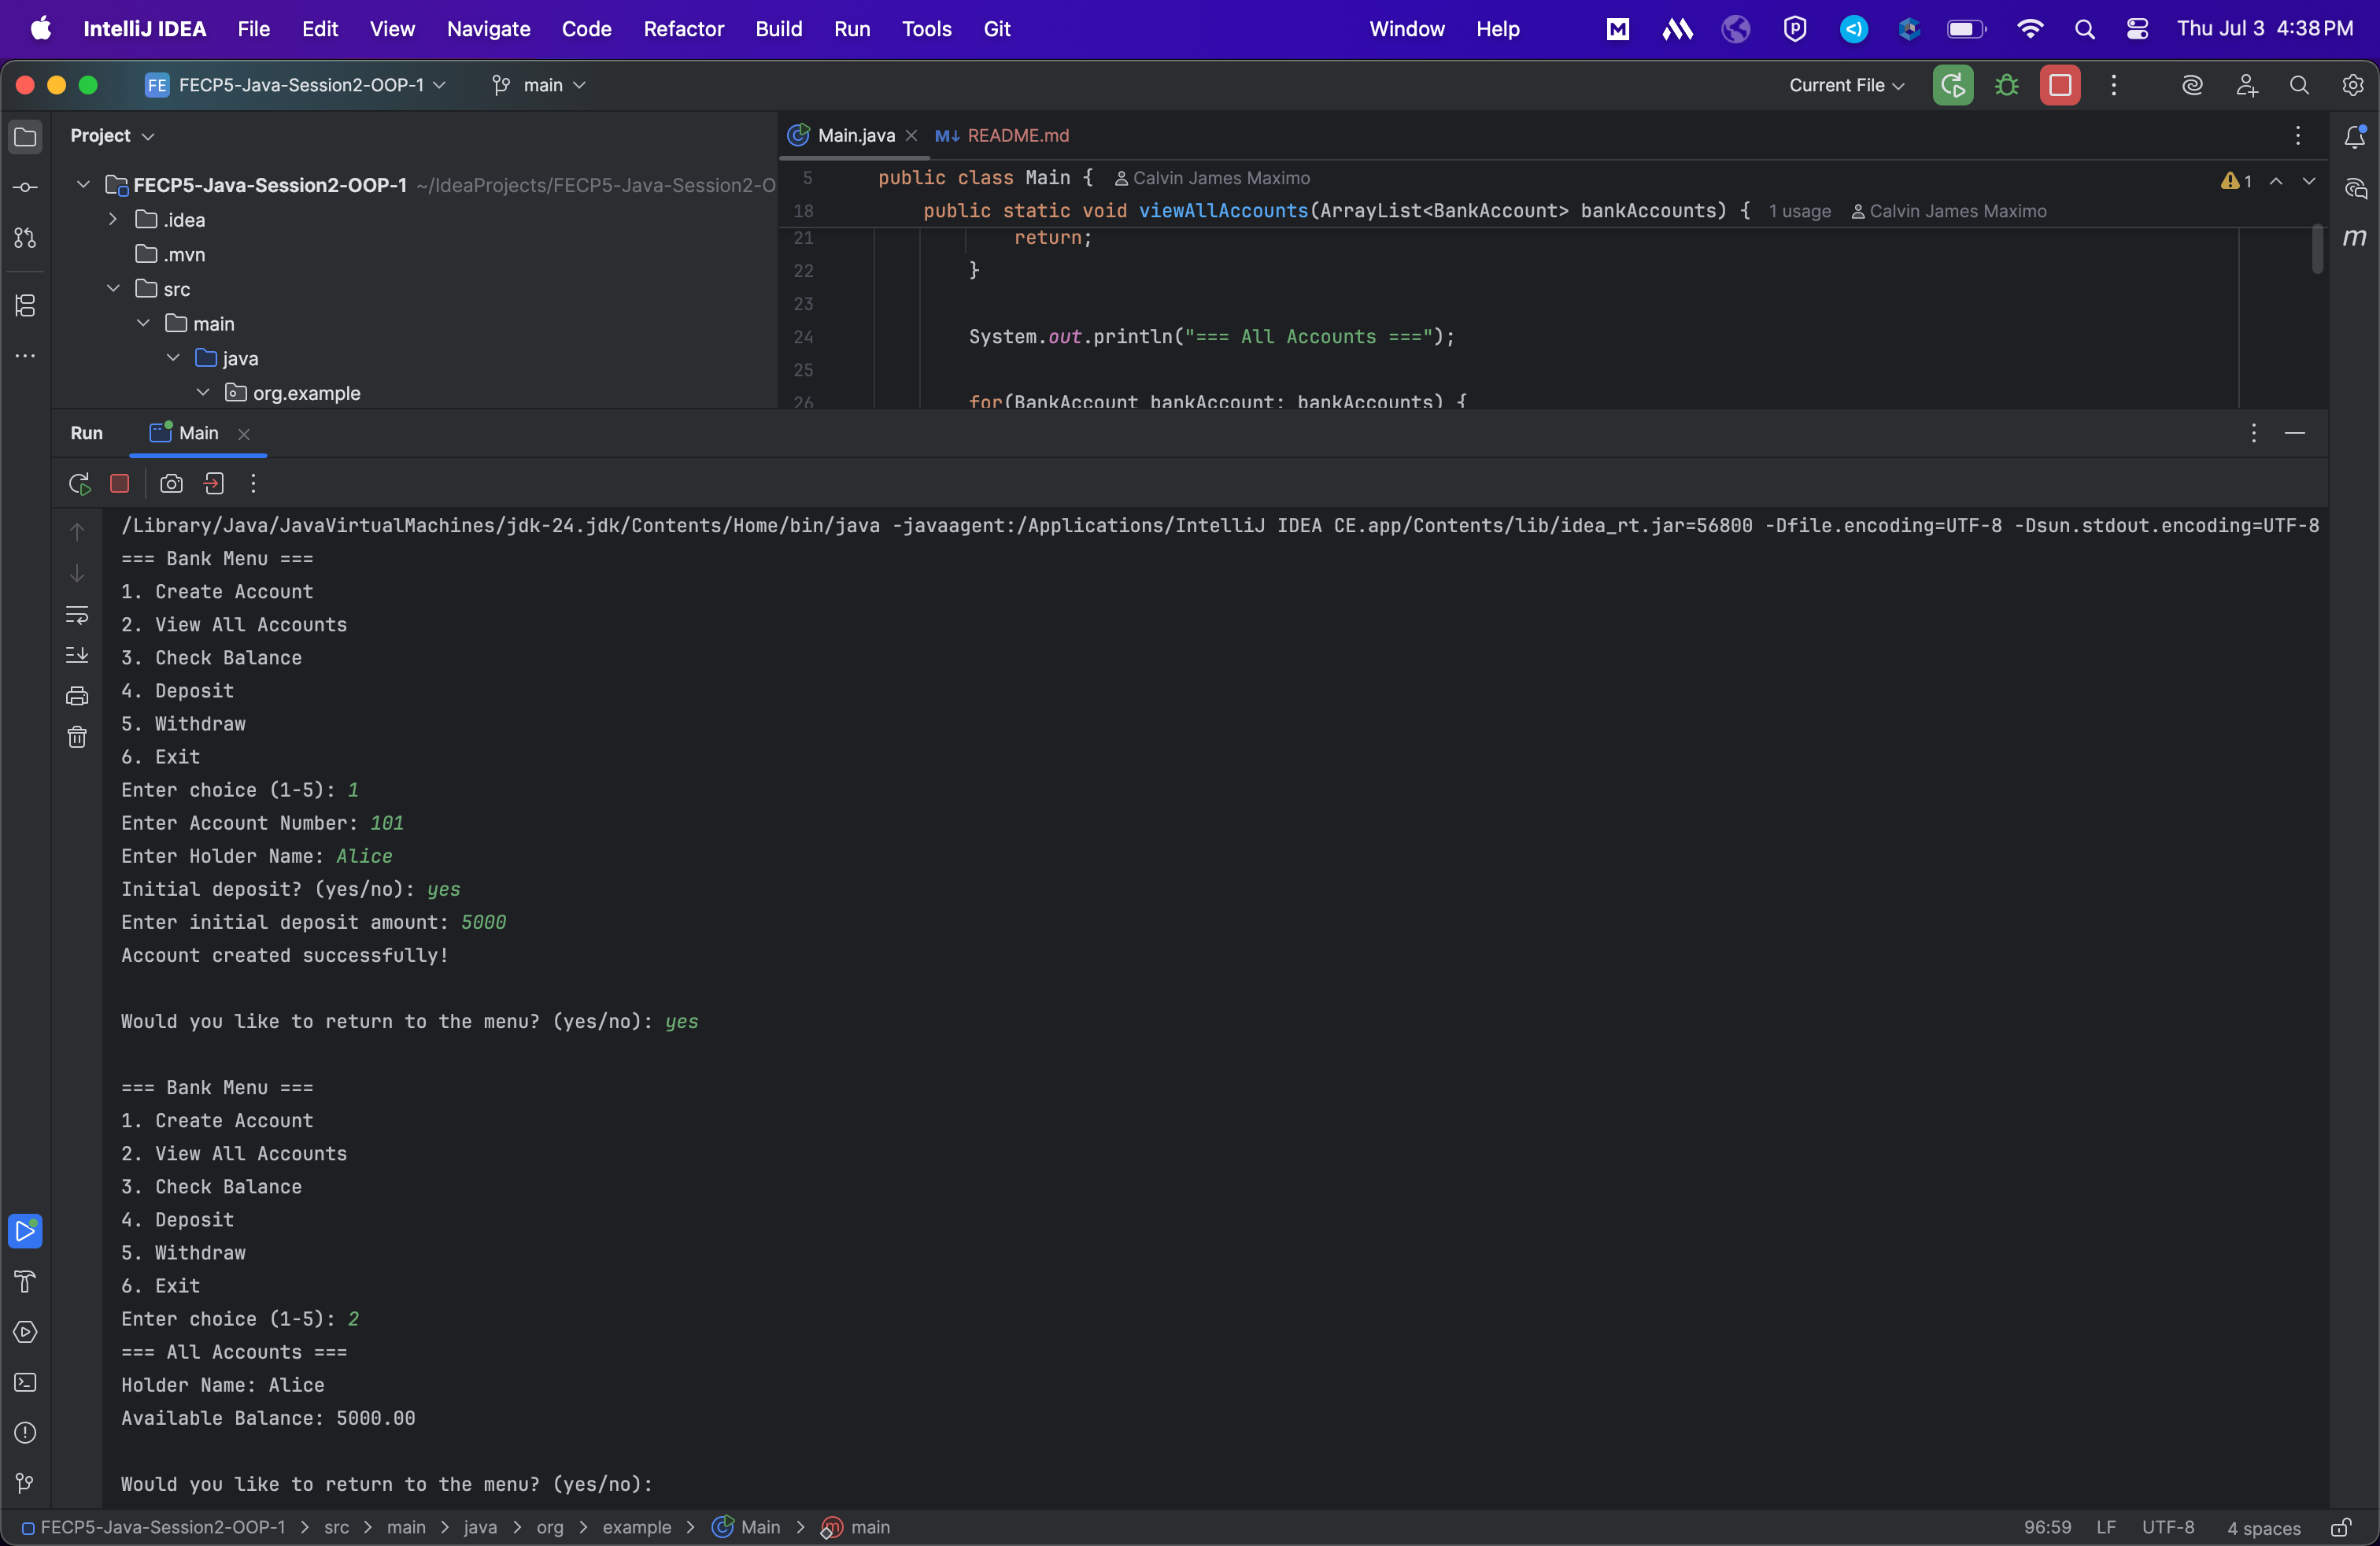 IntelliJ IDEA File Edit View Navigate Code Refactor Build Run Tools Git Window Help Thu Jul 3 4:38 PM
FE FECP5-Java-Session2-OOP-1 main Current File
Project
Main.java M↓ README.md
FECP5-Java-Session2-OOP-1 ~/IdeaProjects/FECP5-Java-Session2-O
.idea
.mvn
src
main
java
org.example
5 public class Main { Calvin James Maximo 1
18 public static void viewAllAccounts(ArrayList<BankAccount> bankAccounts) { 1 usage Calvin James Maximo
21 return;
22 }
23
24 System.out.println("=== All Accounts ===");
25
26 for(BankAccount bankAccount: bankAccounts) {
Run Main
/Library/Java/JavaVirtualMachines/jdk-24.jdk/Contents/Home/bin/java -javaagent:/Applications/IntelliJ IDEA CE.app/Contents/lib/idea_rt.jar=56800 -Dfile.encoding=UTF-8 -Dsun.stdout.encoding=UTF-8
=== Bank Menu ===
1. Create Account
2. View All Accounts
3. Check Balance
4. Deposit
5. Withdraw
6. Exit
Enter choice (1-5): 1
Enter Account Number: 101
Enter Holder Name: Alice
Initial deposit? (yes/no): yes
Enter initial deposit amount: 5000
Account created successfully!
Would you like to return to the menu? (yes/no): yes
=== Bank Menu ===
1. Create Account
2. View All Accounts
3. Check Balance
4. Deposit
5. Withdraw
6. Exit
Enter choice (1-5): 2
=== All Accounts ===
Holder Name: Alice
Available Balance: 5000.00
Would you like to return to the menu? (yes/no):
FECP5-Java-Session2-OOP-1 > src > main > java > org > example > Main > main 96:59 LF UTF-8 4 spaces